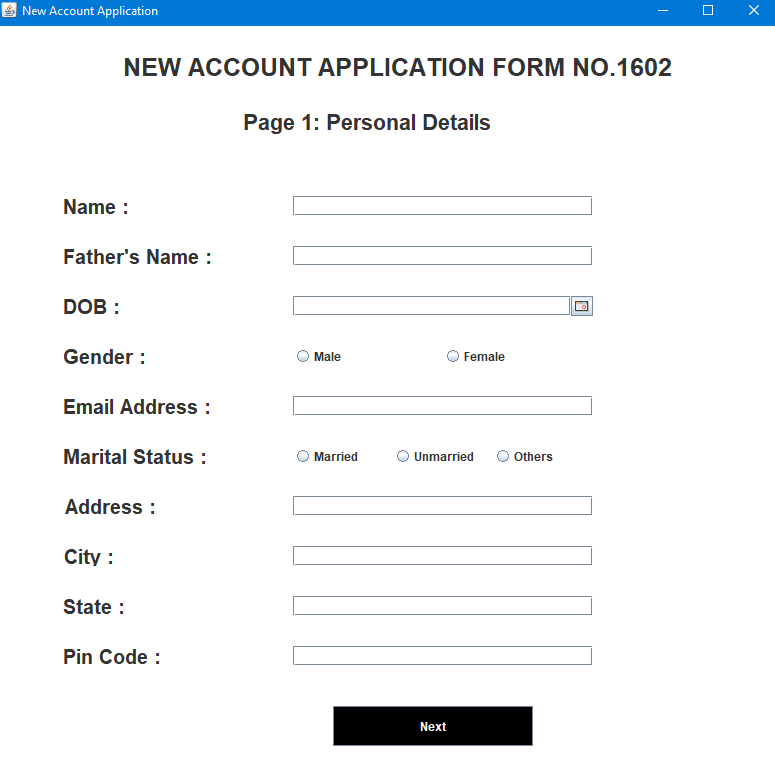 New Account Application
NEW ACCOUNT APPLICATION FORM NO.1602
Page 1: Personal Details
Name :
Father's Name :
DOB :
Gender : Male Female
Email Address :
Marital Status : Married Unmarried Others
Address :
City :
State :
Pin Code :
Next